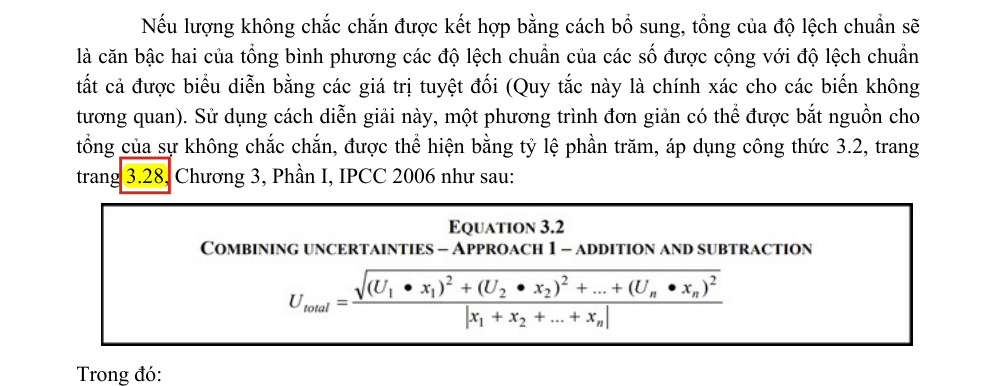 Nếu lượng không chắc chắn được kết hợp bằng cách bổ sung, tổng của độ lệch chuẩn sẽ
là căn bậc hai của tổng bình phương các độ lệch chuẩn của các số được cộng với độ lệch chuẩn
tất cả được biểu diễn bằng các giá trị tuyệt đối (Quy tắc này là chính xác cho các biến không
tương quan). Sử dụng cách diễn giải này, một phương trình đơn giản có thể được bắt nguồn cho
tổng của sự không chắc chắn, được thể hiện bằng tỷ lệ phần trăm, áp dụng công thức 3.2, trang
trang 3.28, Chương 3, Phần I, IPCC 2006 như sau:
EQUATION 3.2
COMBINING UNCERTAINTIES – APPROACH 1 – ADDITION AND SUBTRACTION
U_total = √((U₁ • x₁)² + (U₂ • x₂)² + ... + (Uₙ • xₙ)²) / |x₁ + x₂ + ... + xₙ|
Trong đó: